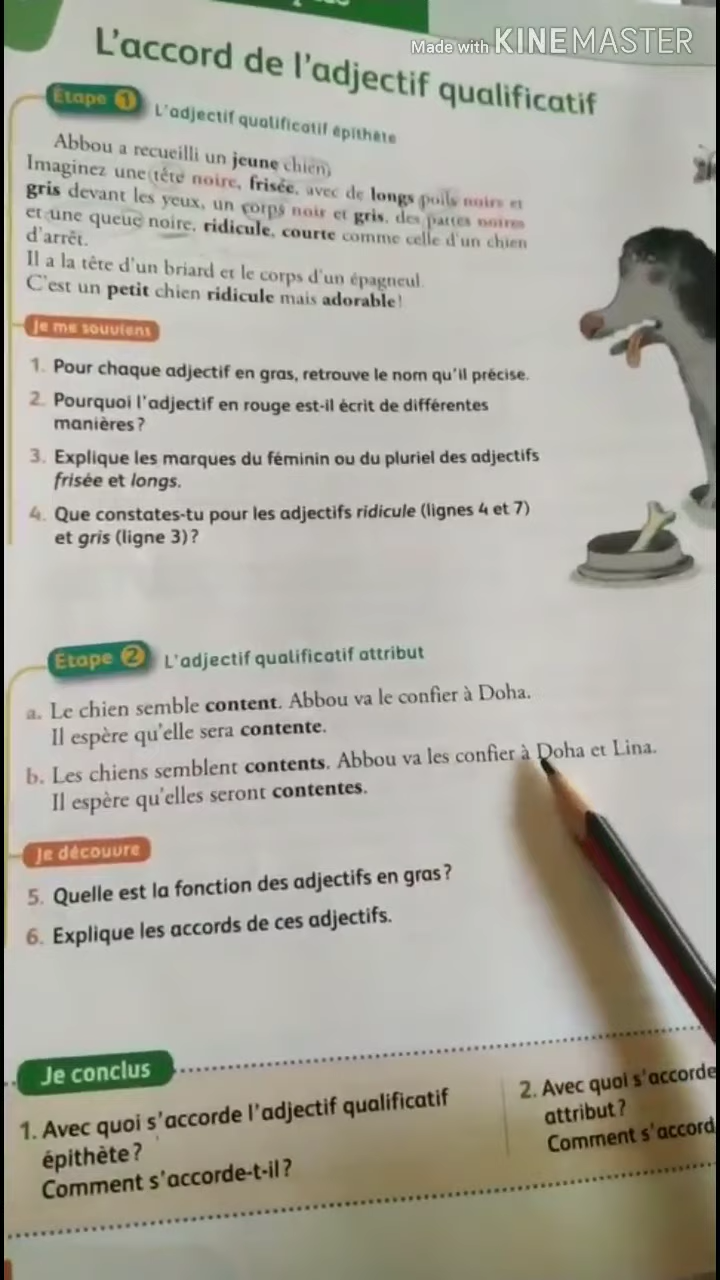 Made with KINEMASTER
L'accord de l'adjectif qualificatif
Étape 1 L'adjectif qualificatif épithète
Abbou a recueilli un jeune chien,
Imaginez une tête noire, frisée, avec de longs poils noirs et
gris devant les yeux, un corps noir et gris, des pattes noires
et une queue noire, ridicule, courte comme celle d'un chien
d'arrêt.
Il a la tête d'un briard et le corps d'un épagneul.
C'est un petit chien ridicule mais adorable!
Je me souviens
1. Pour chaque adjectif en gras, retrouve le nom qu'il précise.
2. Pourquoi l'adjectif en rouge est-il écrit de différentes
manières ?
3. Explique les marques du féminin ou du pluriel des adjectifs
frisée et longs.
4. Que constates-tu pour les adjectifs ridicule (lignes 4 et 7)
et gris (ligne 3) ?
Étape 2 L'adjectif qualificatif attribut
a. Le chien semble content. Abbou va le confier à Doha.
Il espère qu'elle sera contente.
b. Les chiens semblent contents. Abbou va les confier à Doha et Lina.
Il espère qu'elles seront contentes.
Je découvre
5. Quelle est la fonction des adjectifs en gras ?
6. Explique les accords de ces adjectifs.
Je conclus
1. Avec quoi s'accorde l'adjectif qualificatif
épithète ?
Comment s'accorde-t-il ?
2. Avec quoi s'accorde
attribut ?
Comment s'accord